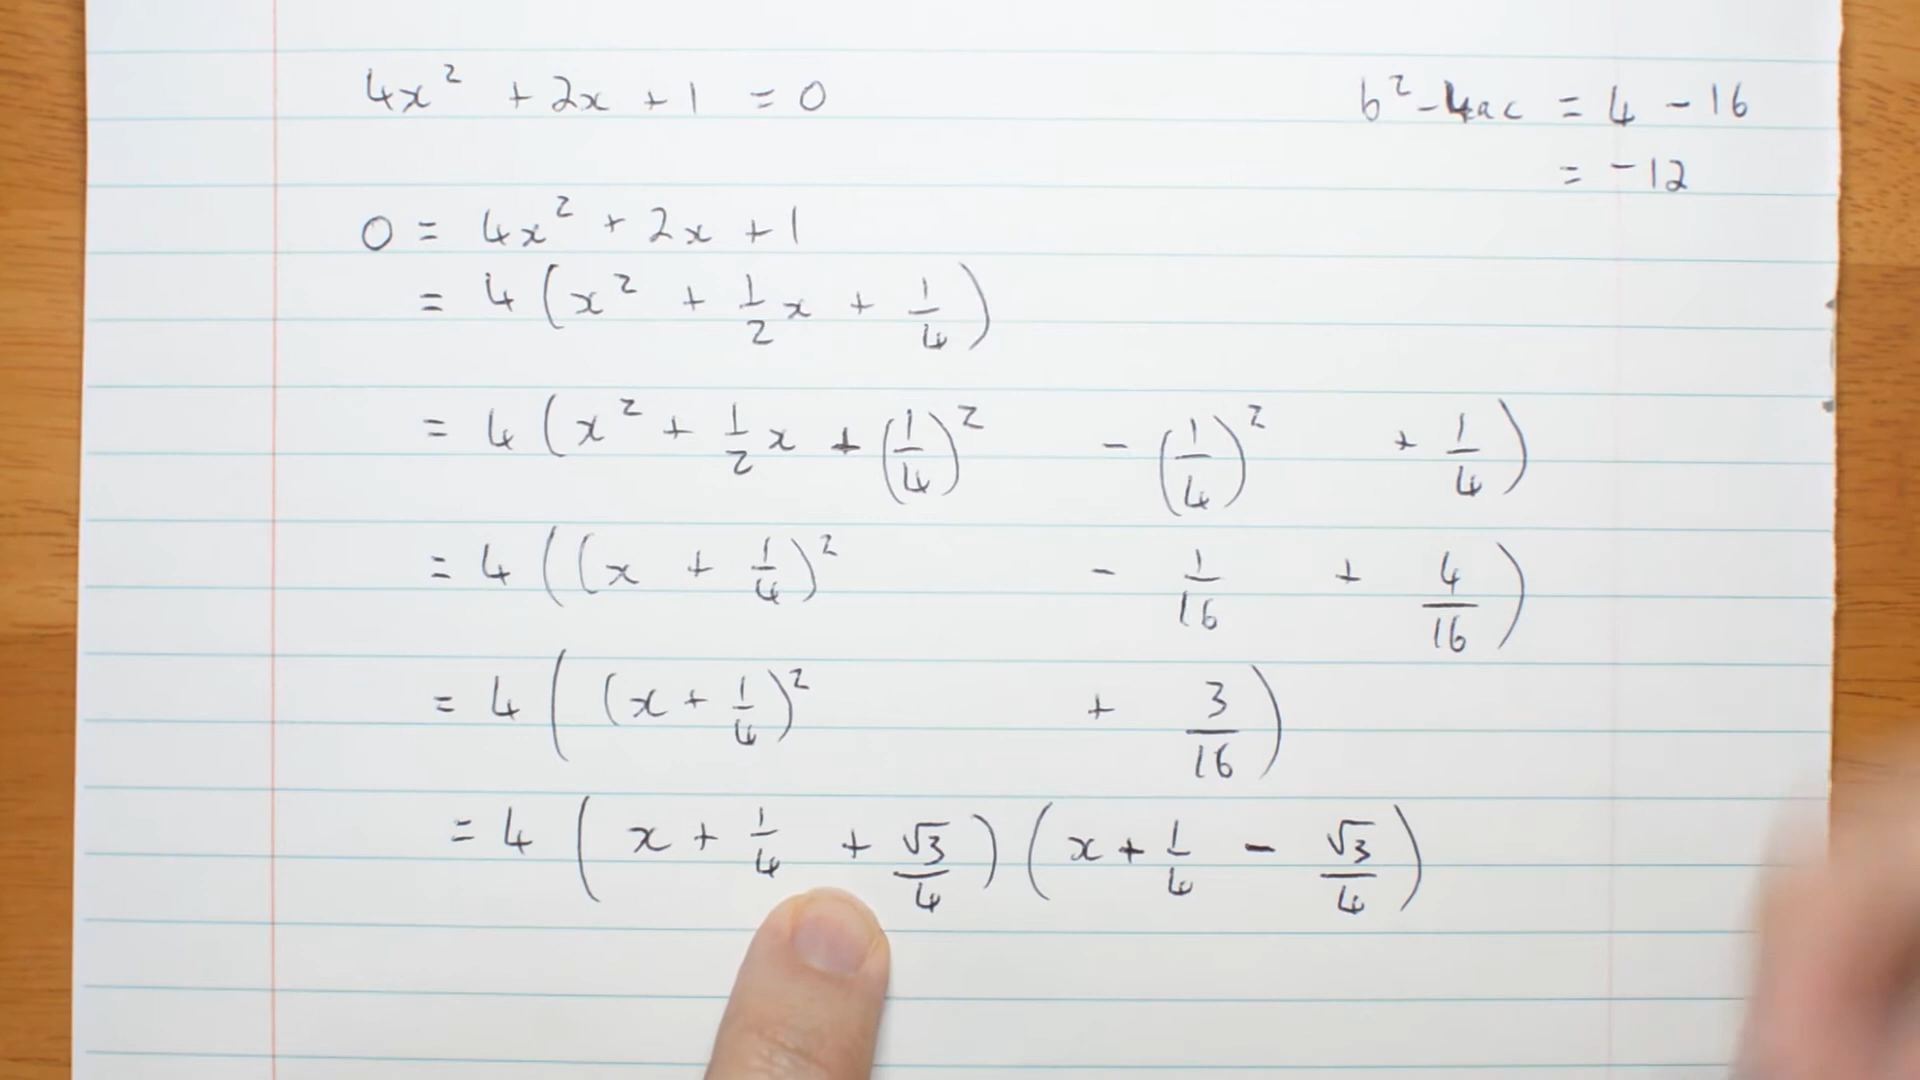 4x² + 2x + 1 = 0
b² - 4ac = 4 - 16
= -12
0 = 4x² + 2x + 1
= 4 (x² + 1/2 x + 1/4)
= 4 (x² + 1/2 x + (1/4)² - (1/4)² + 1/4)
= 4 ((x + 1/4)² - 1/16 + 4/16)
= 4 ((x + 1/4)² + 3/16)
= 4 (x + 1/4 + √3/4) (x + 1/4 - √3/4)